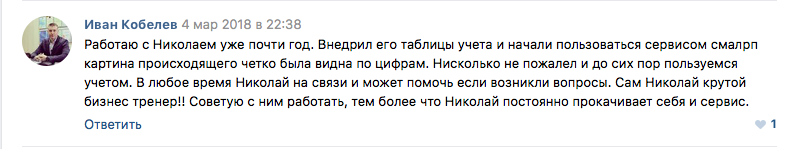 Иван Кобелев 4 мар 2018 в 22:38
Работаю с Николаем уже почти год. Внедрил его таблицы учета и начали пользоваться сервисом смалрп
картина происходящего четко была видна по цифрам. Нисколько не пожалел и до сих пор пользуемся
учетом. В любое время Николай на связи и может помочь если возникли вопросы. Сам Николай крутой
бизнес тренер!! Советую с ним работать, тем более что Николай постоянно прокачивает себя и сервис.
Ответить 1